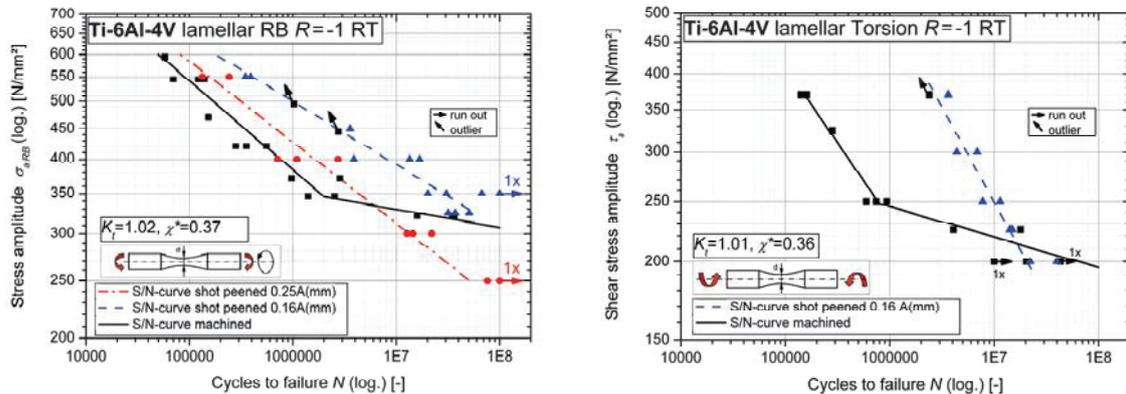 Ti-6Al-4V lamellar RB R=-1 RT
Stress amplitude σaRB (log.) [N/mm²]
600
550
500
450
400
350
300
250
200
run out
outlier
1x
1x
Kt=1.02, χ*=0.37
d
S/N-curve shot peened 0.25A(mm)
S/N-curve shot peened 0.16A(mm)
S/N-curve machined
10000 100000 1000000 1E7 1E8
Cycles to failure N (log.) [-]
Ti-6Al-4V lamellar Torsion R=-1 RT
Shear stress amplitude τa (log.) [N/mm²]
500
450
400
350
300
250
200
150
run out
outlier
1x
1x
Kt=1.01, χ*=0.36
d
S/N-curve shot peened 0.16 A(mm)
S/N-curve machined
10000 100000 1000000 1E7 1E8
Cycles to failure N (log.) [-]